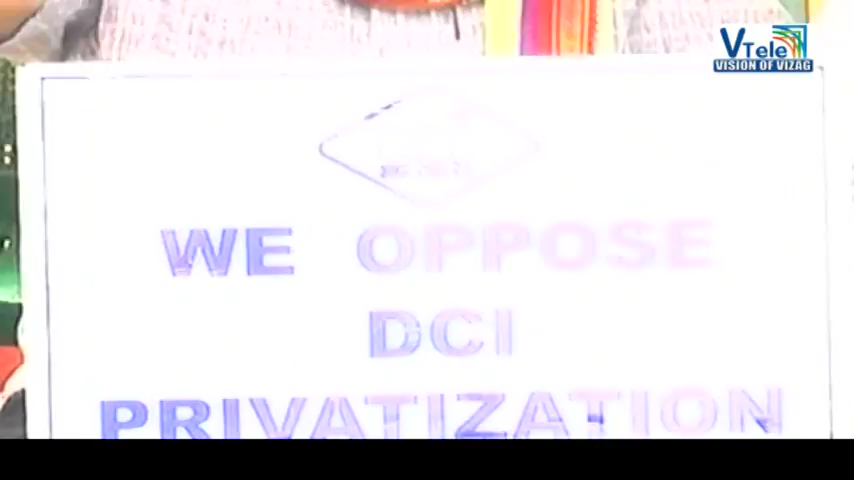 VTele
VISION OF VIZAG
WE OPPOSE
DCI
PRIVATIZATION